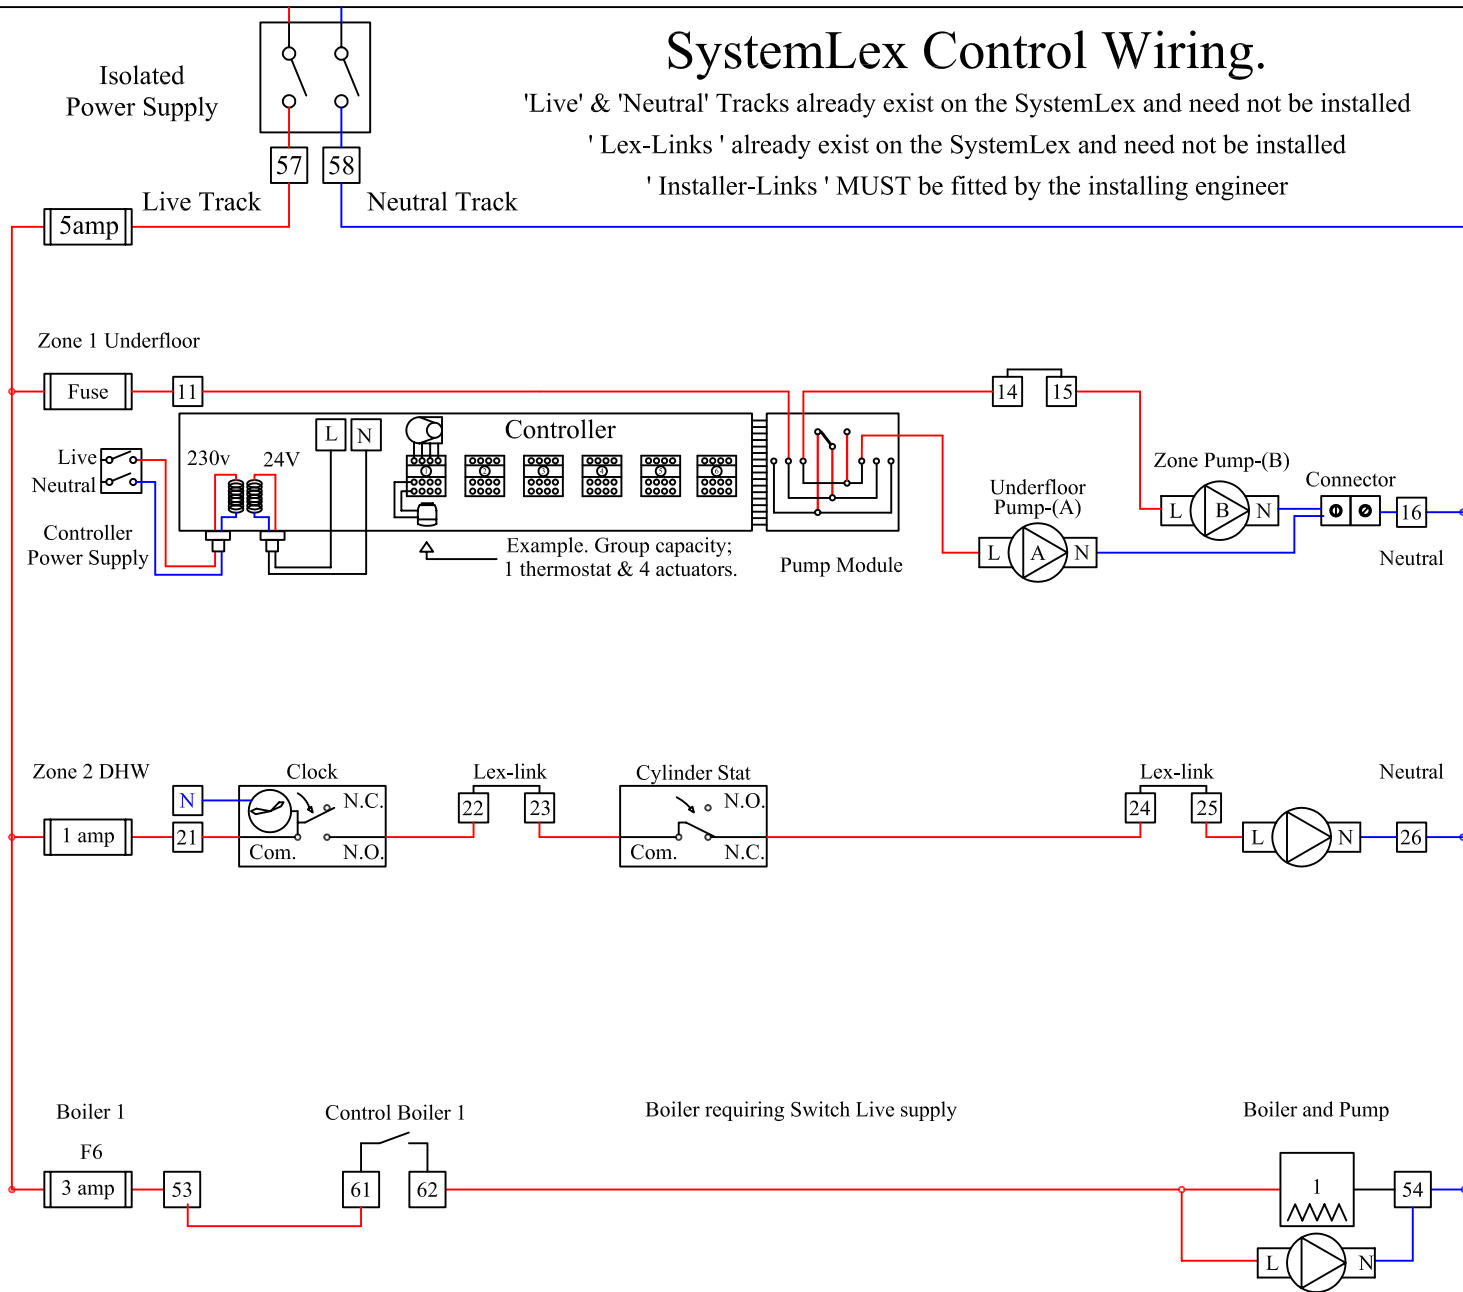 SystemLex Control Wiring.
'Live' & 'Neutral' Tracks already exist on the SystemLex and need not be installed
' Lex-Links ' already exist on the SystemLex and need not be installed
' Installer-Links ' MUST be fitted by the installing engineer
Isolated
Power Supply
57 58
Live Track Neutral Track
5amp
Zone 1 Underfloor
Fuse 11 14 15
L N Controller
Live 230v 24V
Neutral
1 2 3 4 5 6
Controller
Power Supply
Example. Group capacity;
1 thermostat & 4 actuators.
Pump Module
Underfloor
Pump-(A)
L A N
Zone Pump-(B)
L B N
Connector
16
Neutral
Zone 2 DHW Clock Lex-link Cylinder Stat Lex-link Neutral
N N.C. 22 23 N.O. 24 25
1 amp 21 L N 26
Com. N.O. Com. N.C.
Boiler 1 Control Boiler 1 Boiler requiring Switch Live supply Boiler and Pump
F6
3 amp 53 61 62 1 54
L N